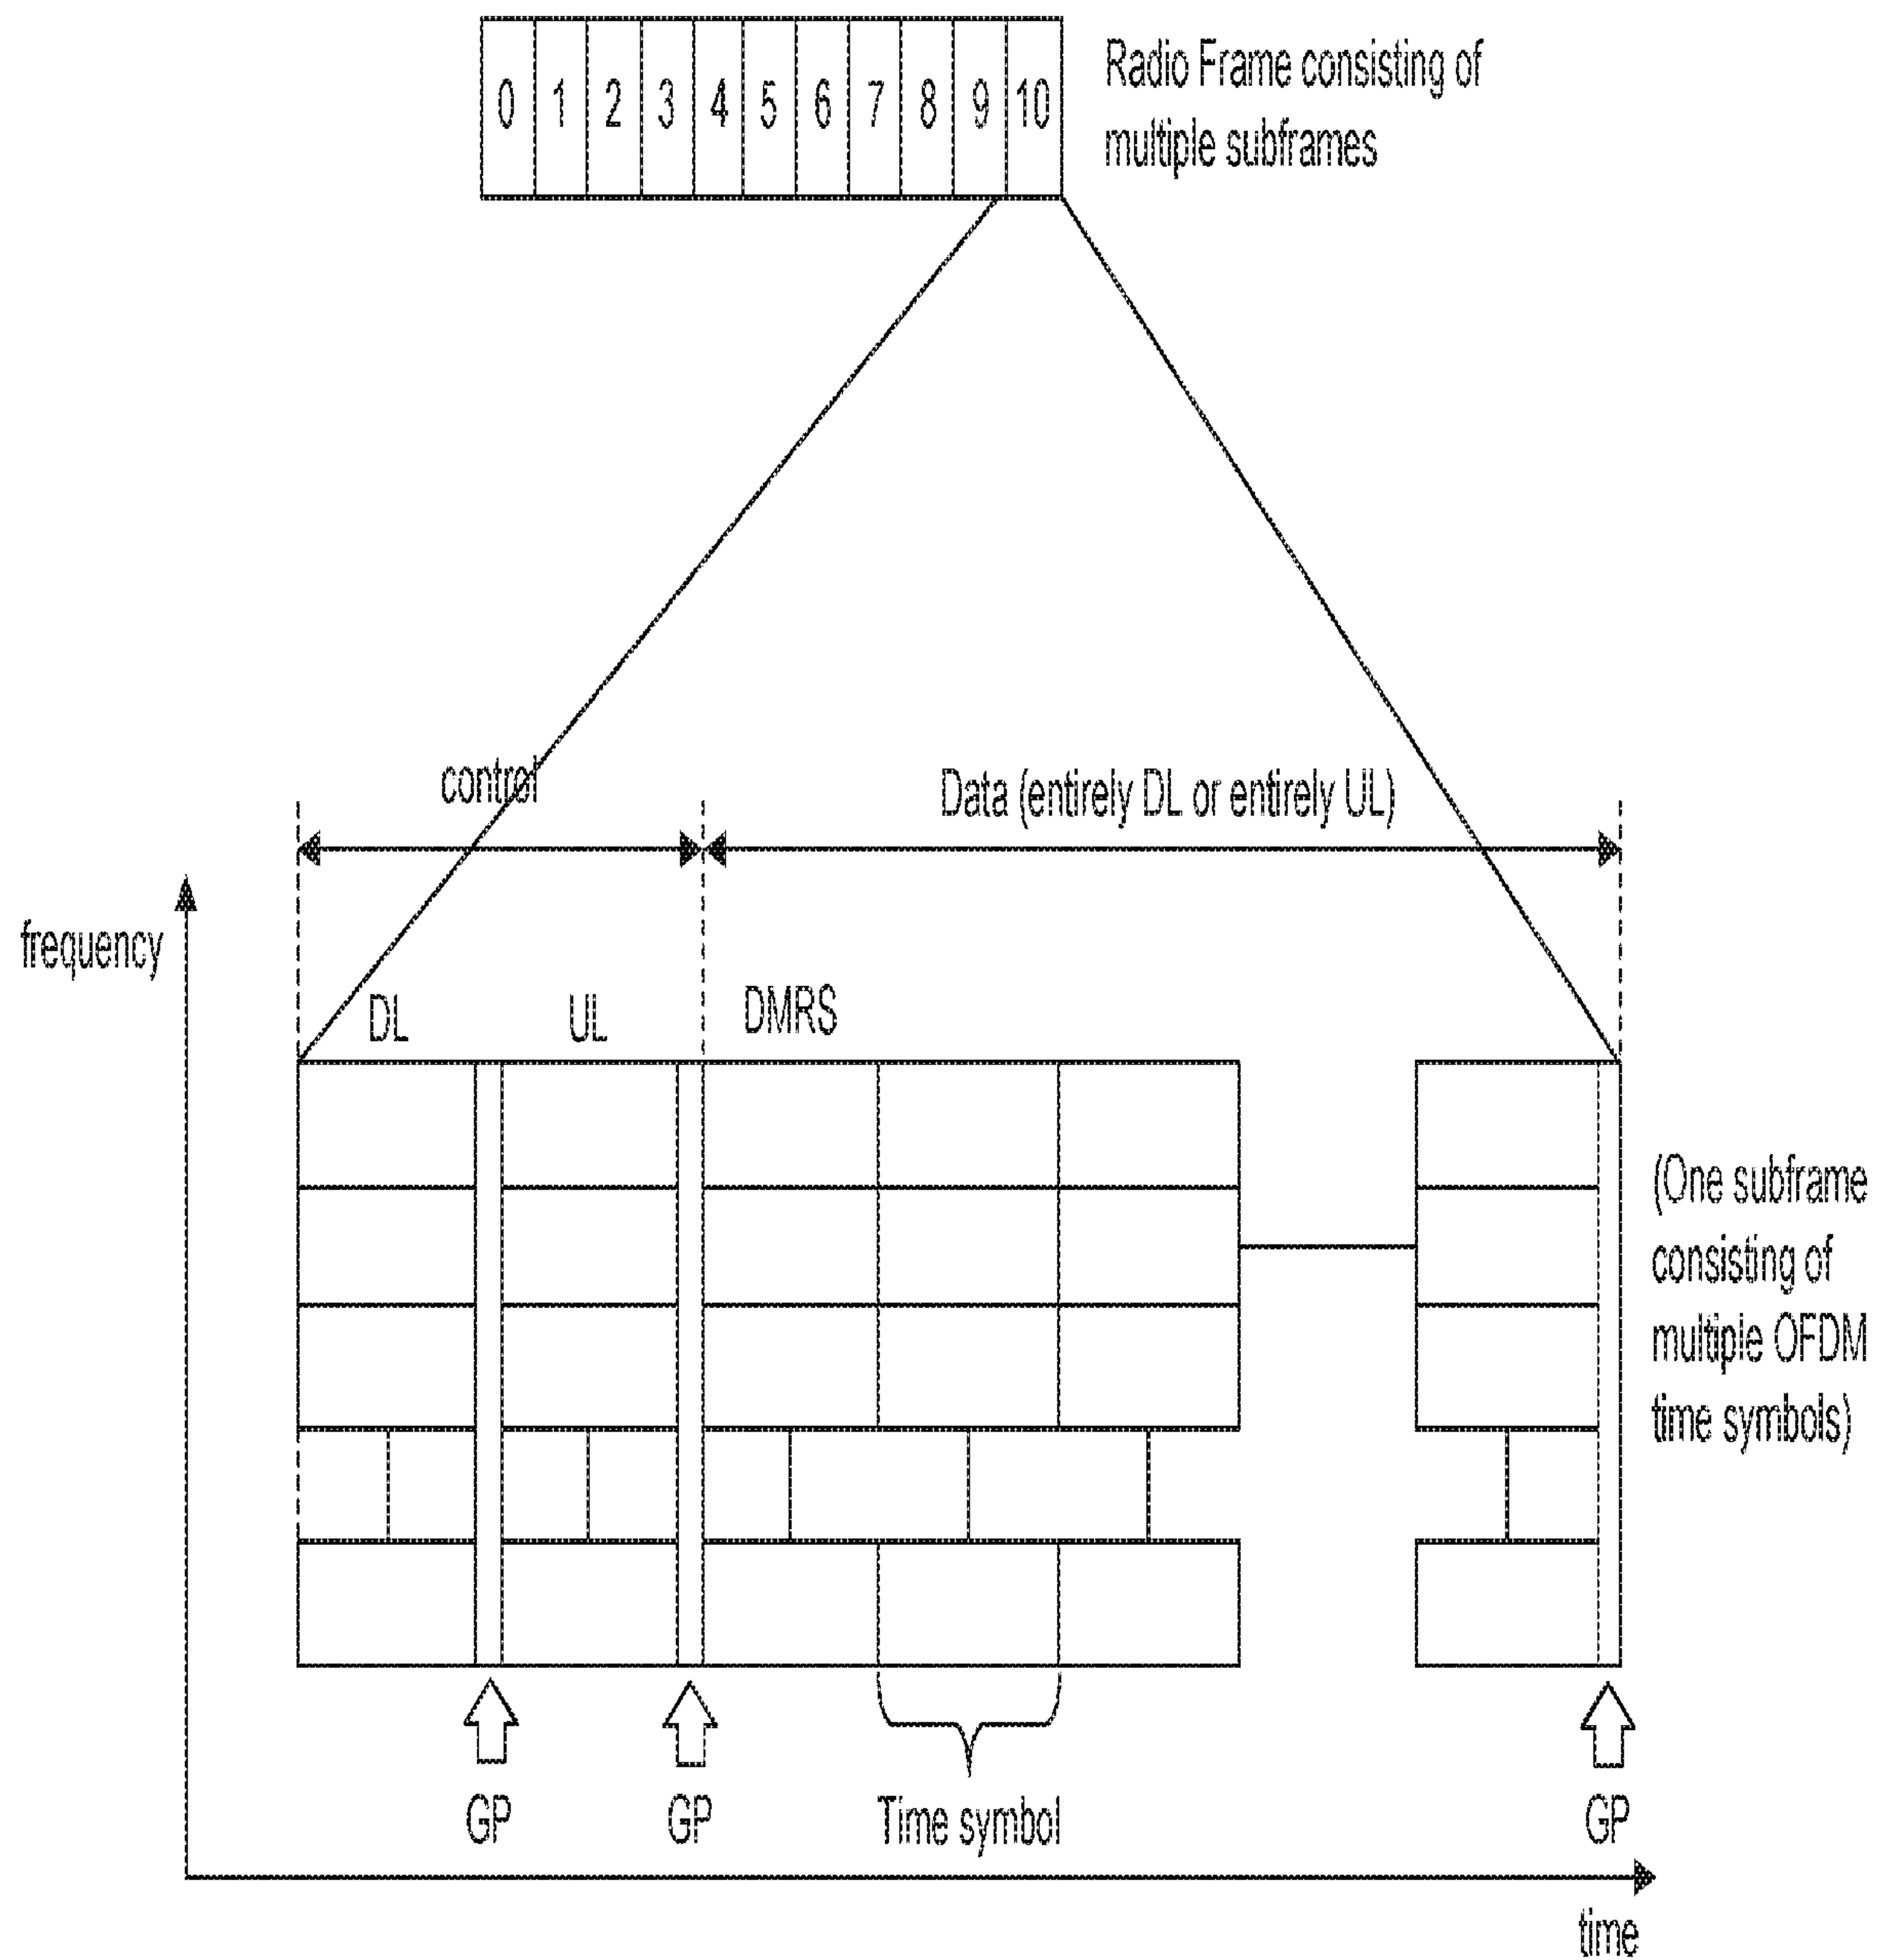 0 1 2 3 4 5 6 7 8 9 10
Radio Frame consisting of
multiple subframes
control
Data (entirely DL or entirely UL)
frequency
DL
UL
DMRS
(One subframe
consisting of
multiple OFDM
time symbols)
GP
GP
Time symbol
GP
time